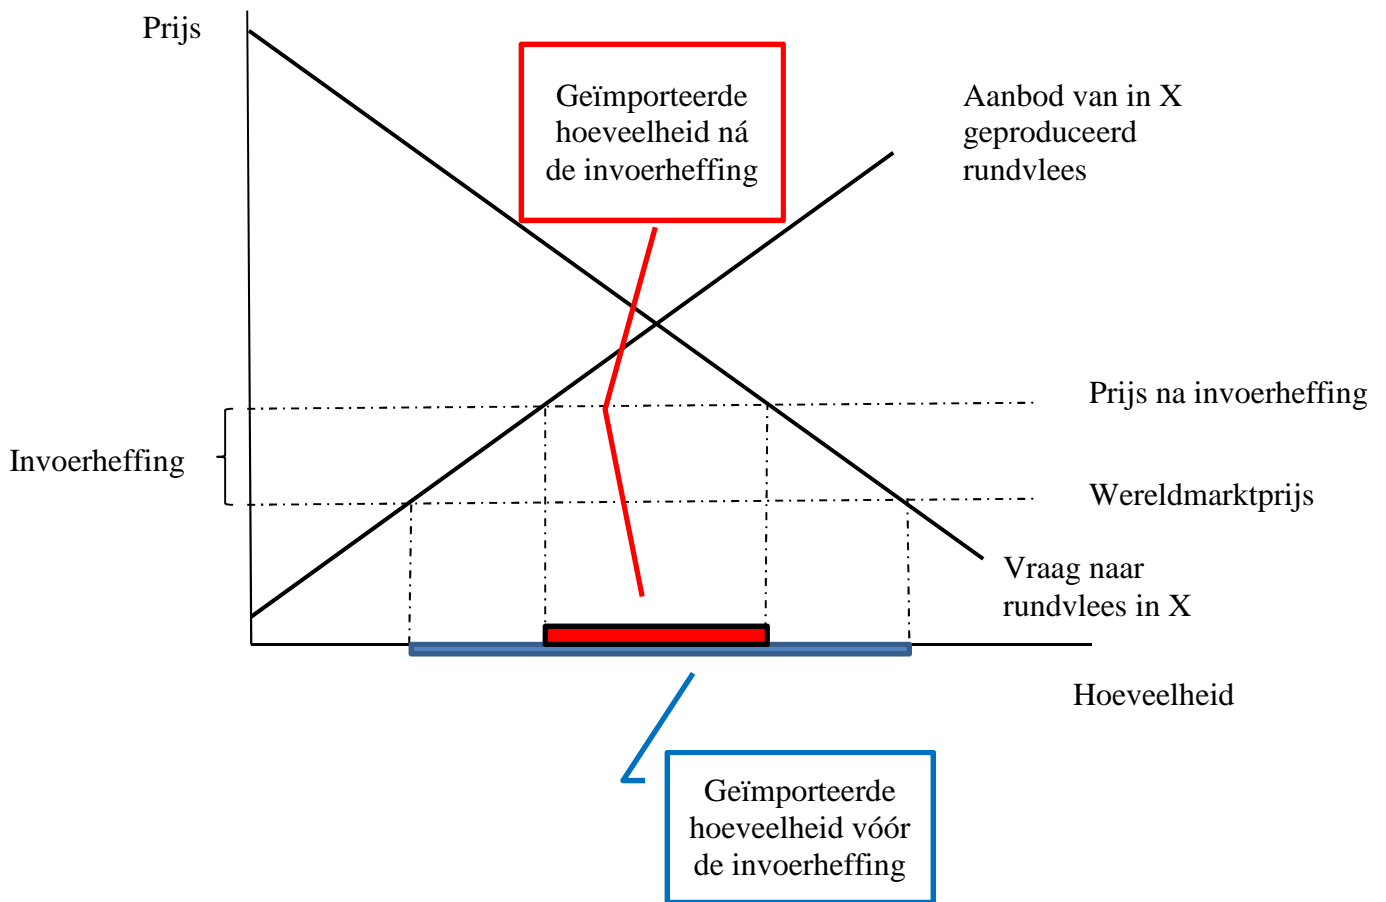 Prijs
Geïmporteerde
hoeveelheid ná
de invoerheffing
Aanbod van in X
geproduceerd
rundvlees
Prijs na invoerheffing
Invoerheffing
Wereldmarktprijs
Vraag naar
rundvlees in X
Hoeveelheid
Geïmporteerde
hoeveelheid vóór
de invoerheffing